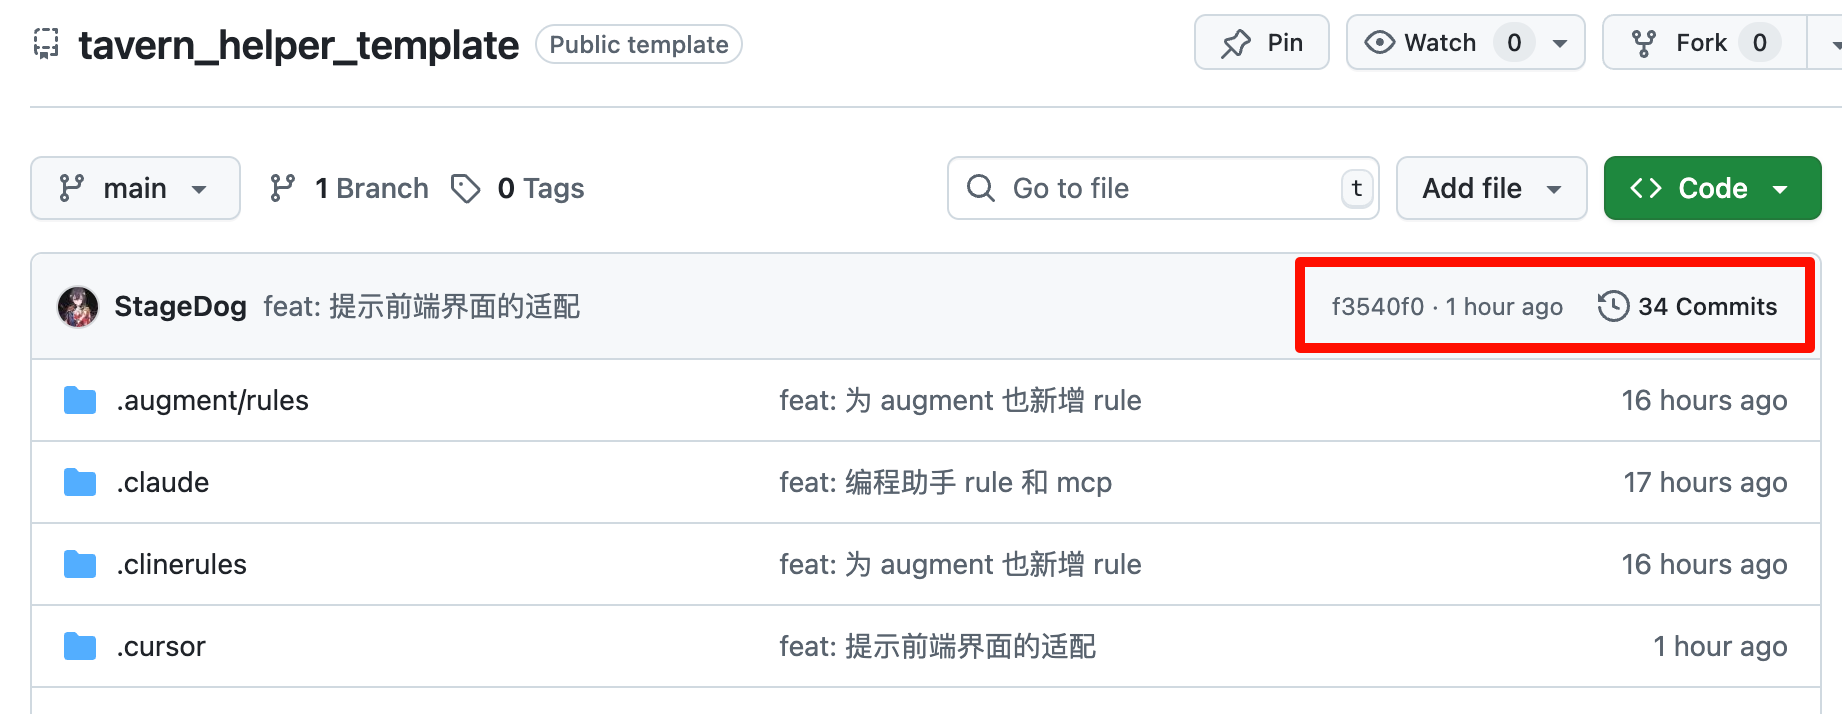 tavern_helper_template Public template Pin Watch 0 Fork 0
main 1 Branch 0 Tags Go to file t Add file Code
StageDog feat: 提示前端界面的适配 f3540f0 · 1 hour ago 34 Commits
.augment/rules feat: 为 augment 也新增 rule 16 hours ago
.claude feat: 编程助手 rule 和 mcp 17 hours ago
.clinerules feat: 为 augment 也新增 rule 16 hours ago
.cursor feat: 提示前端界面的适配 1 hour ago